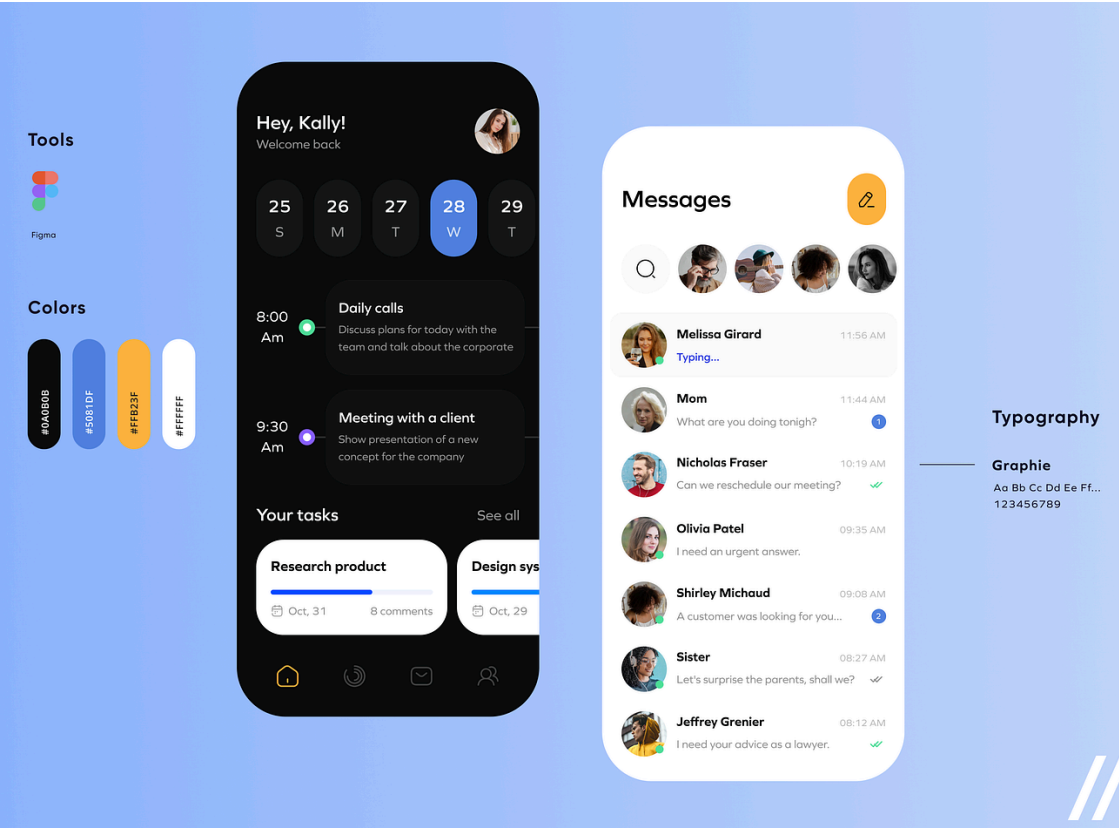 Tools
Figma
Colors
#0A0B0B
#5081DF
#FFB23F
#FFFFFF
Hey, Kally!
Welcome back
25 26 27 28 29
S M T W T
8:00
Am
Daily calls
Discuss plans for today with the
team and talk about the corporate
9:30
Am
Meeting with a client
Show presentation of a new
concept for the company
Your tasks See all
Research product
Oct, 31 8 comments
Design sys
Oct, 29
Messages
Melissa Girard 11:56 AM
Typing...
Mom 11:44 AM
What are you doing tonigh? 1
Nicholas Fraser 10:19 AM
Can we reschedule our meeting?
Olivia Patel 09:35 AM
I need an urgent answer.
Shirley Michaud 09:08 AM
A customer was looking for you... 2
Sister 08:27 AM
Let's surprise the parents, shall we?
Jeffrey Grenier 08:12 AM
I need your advice as a lawyer.
Typography
Graphie
Aa Bb Cc Dd Ee Ff...
123456789